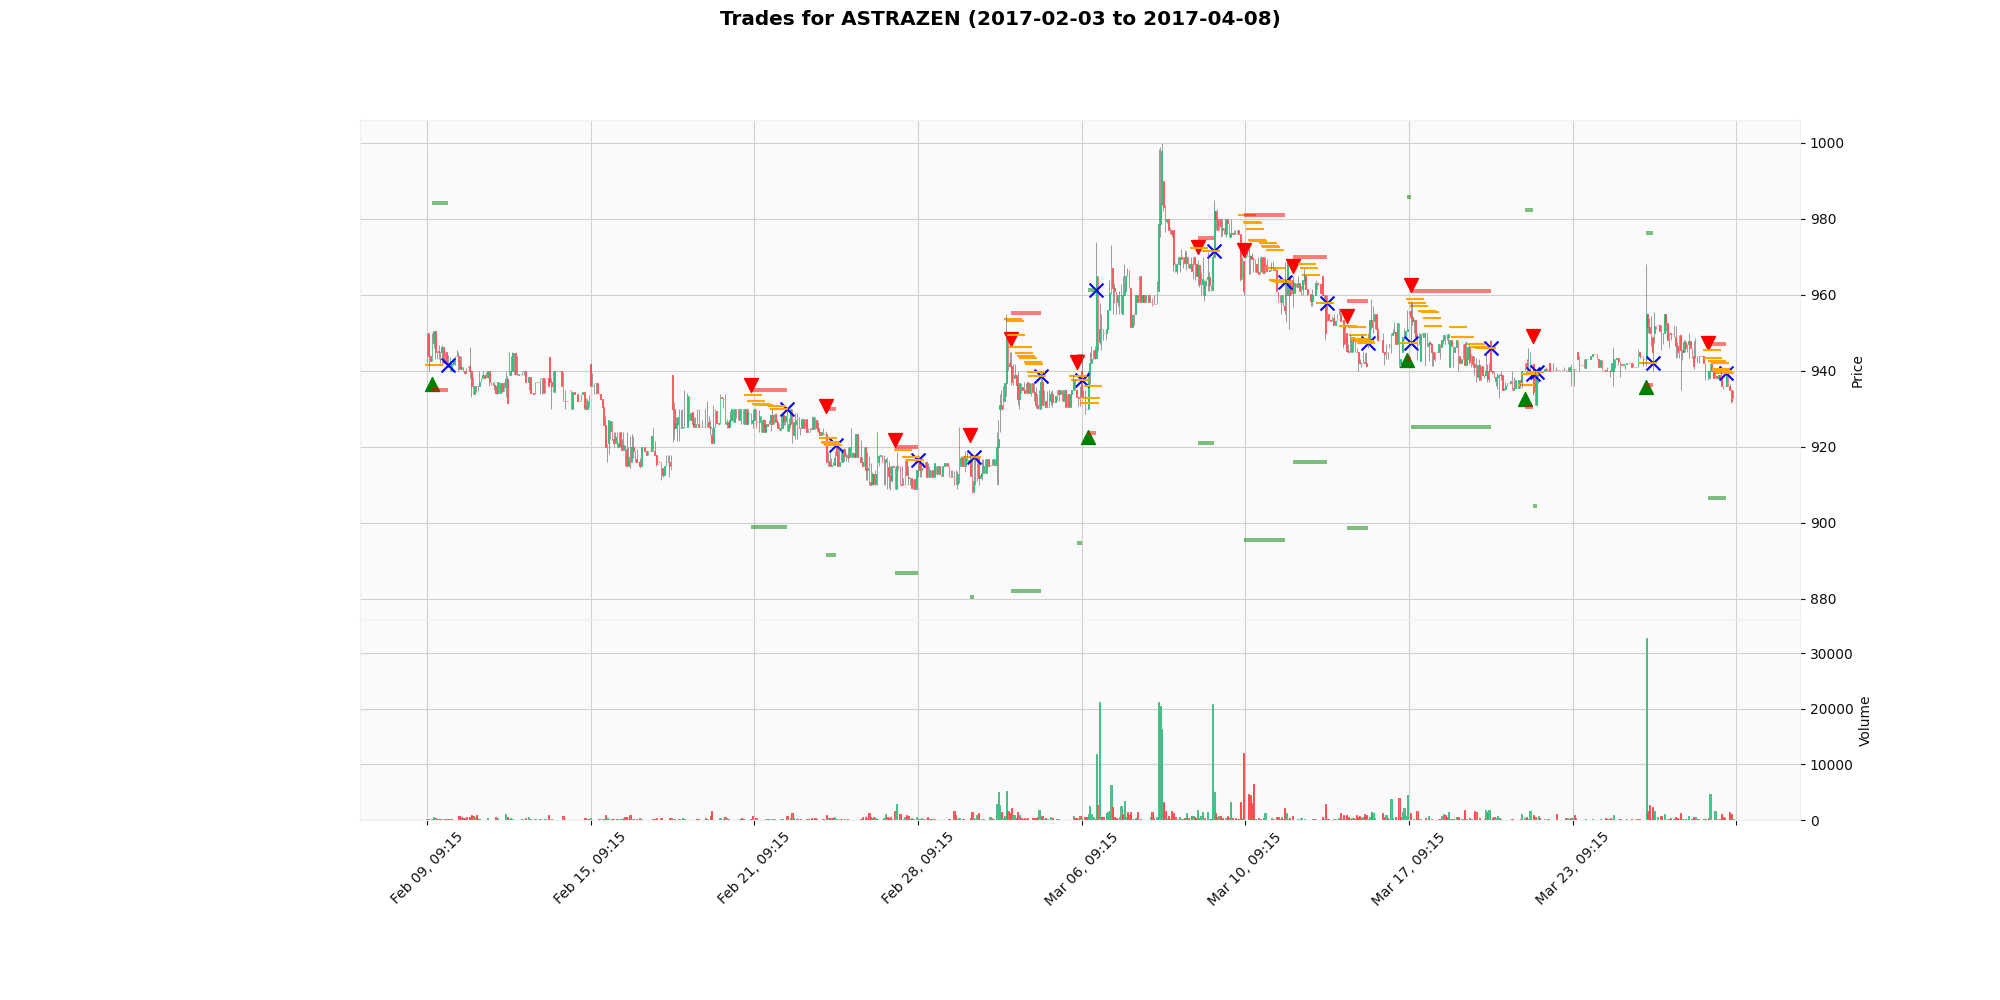 Trades for ASTRAZEN (2017-02-03 to 2017-04-08)
1000
980
960
940
920
900
880
Price
30000
20000
10000
0
Volume
Feb 09, 09:15
Feb 15, 09:15
Feb 21, 09:15
Feb 28, 09:15
Mar 06, 09:15
Mar 10, 09:15
Mar 17, 09:15
Mar 23, 09:15